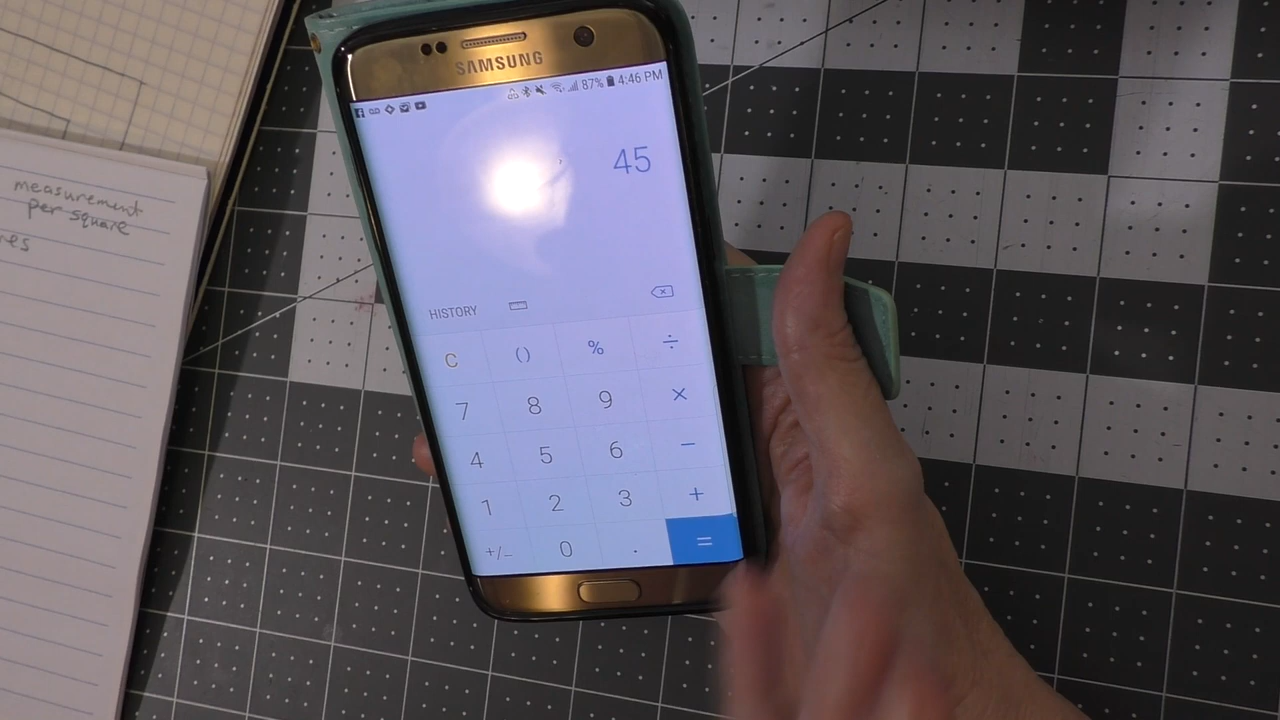 SAMSUNG
87% 4:46 PM
45
HISTORY
C () % ÷
7 8 9 ×
4 5 6 −
1 2 3 +
+/− 0 . =
measurement
per square